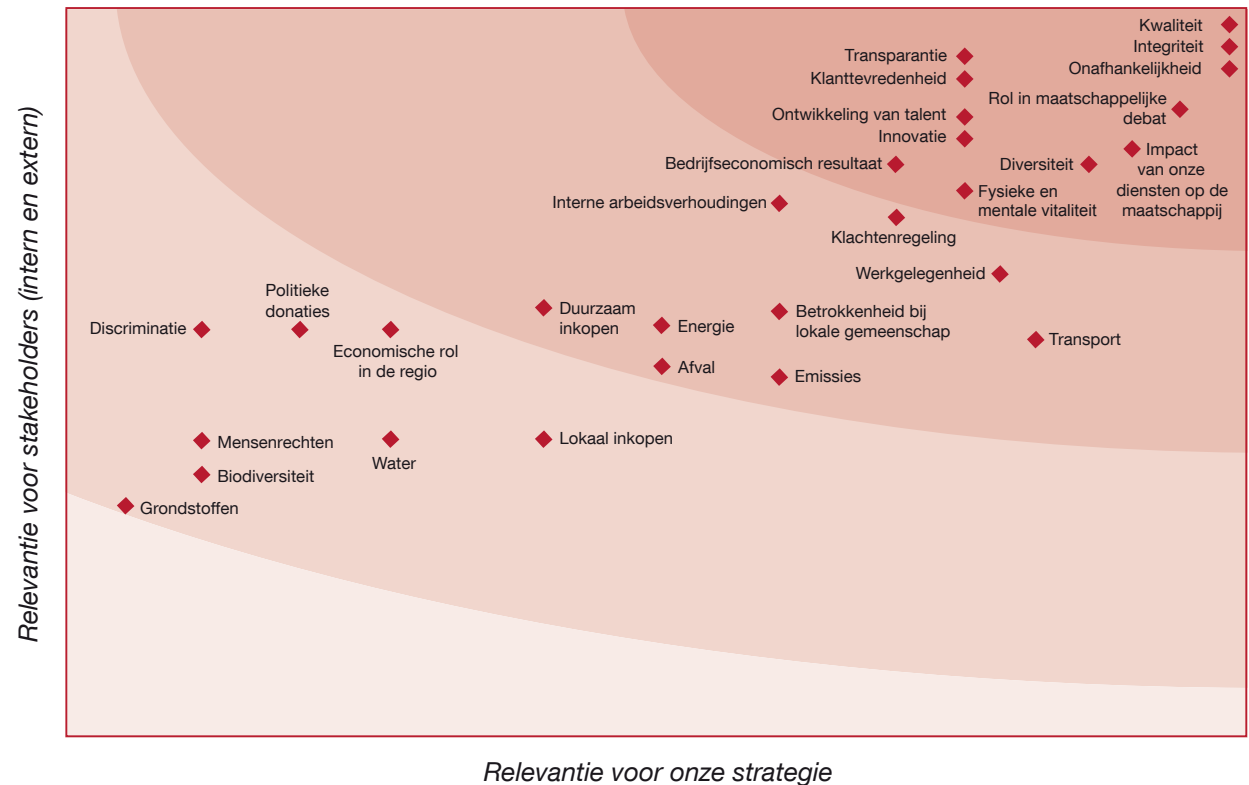 Kwaliteit
Integriteit
Onafhankelijkheid
Transparantie
Klanttevredenheid
Rol in maatschappelijke
debat
Ontwikkeling van talent
Innovatie
Impact
van onze
diensten op de
maatschappij
Bedrijfseconomisch resultaat
Diversiteit
Fysieke en
mentale vitaliteit
Interne arbeidsverhoudingen
Klachtenregeling
Werkgelegenheid
Politieke
donaties
Discriminatie
Economische rol
in de regio
Duurzaam
inkopen
Energie
Betrokkenheid bij
lokale gemeenschap
Transport
Afval
Emissies
Mensenrechten
Water
Lokaal inkopen
Biodiversiteit
Grondstoffen
Relevantie voor stakeholders (intern en extern)
Relevantie voor onze strategie